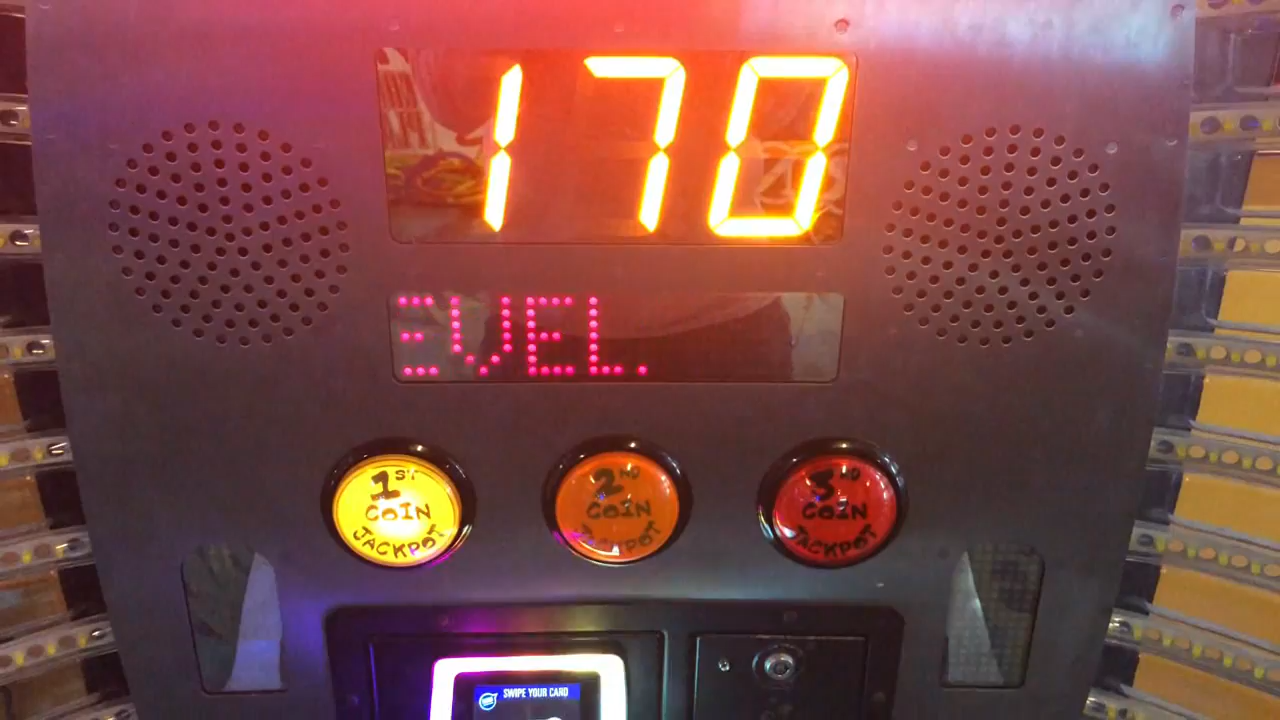 170
EVEL.
1ST
COIN
JACKPOT
2ND
COIN
JACKPOT
3RD
COIN
JACKPOT
SWIPE YOUR CARD